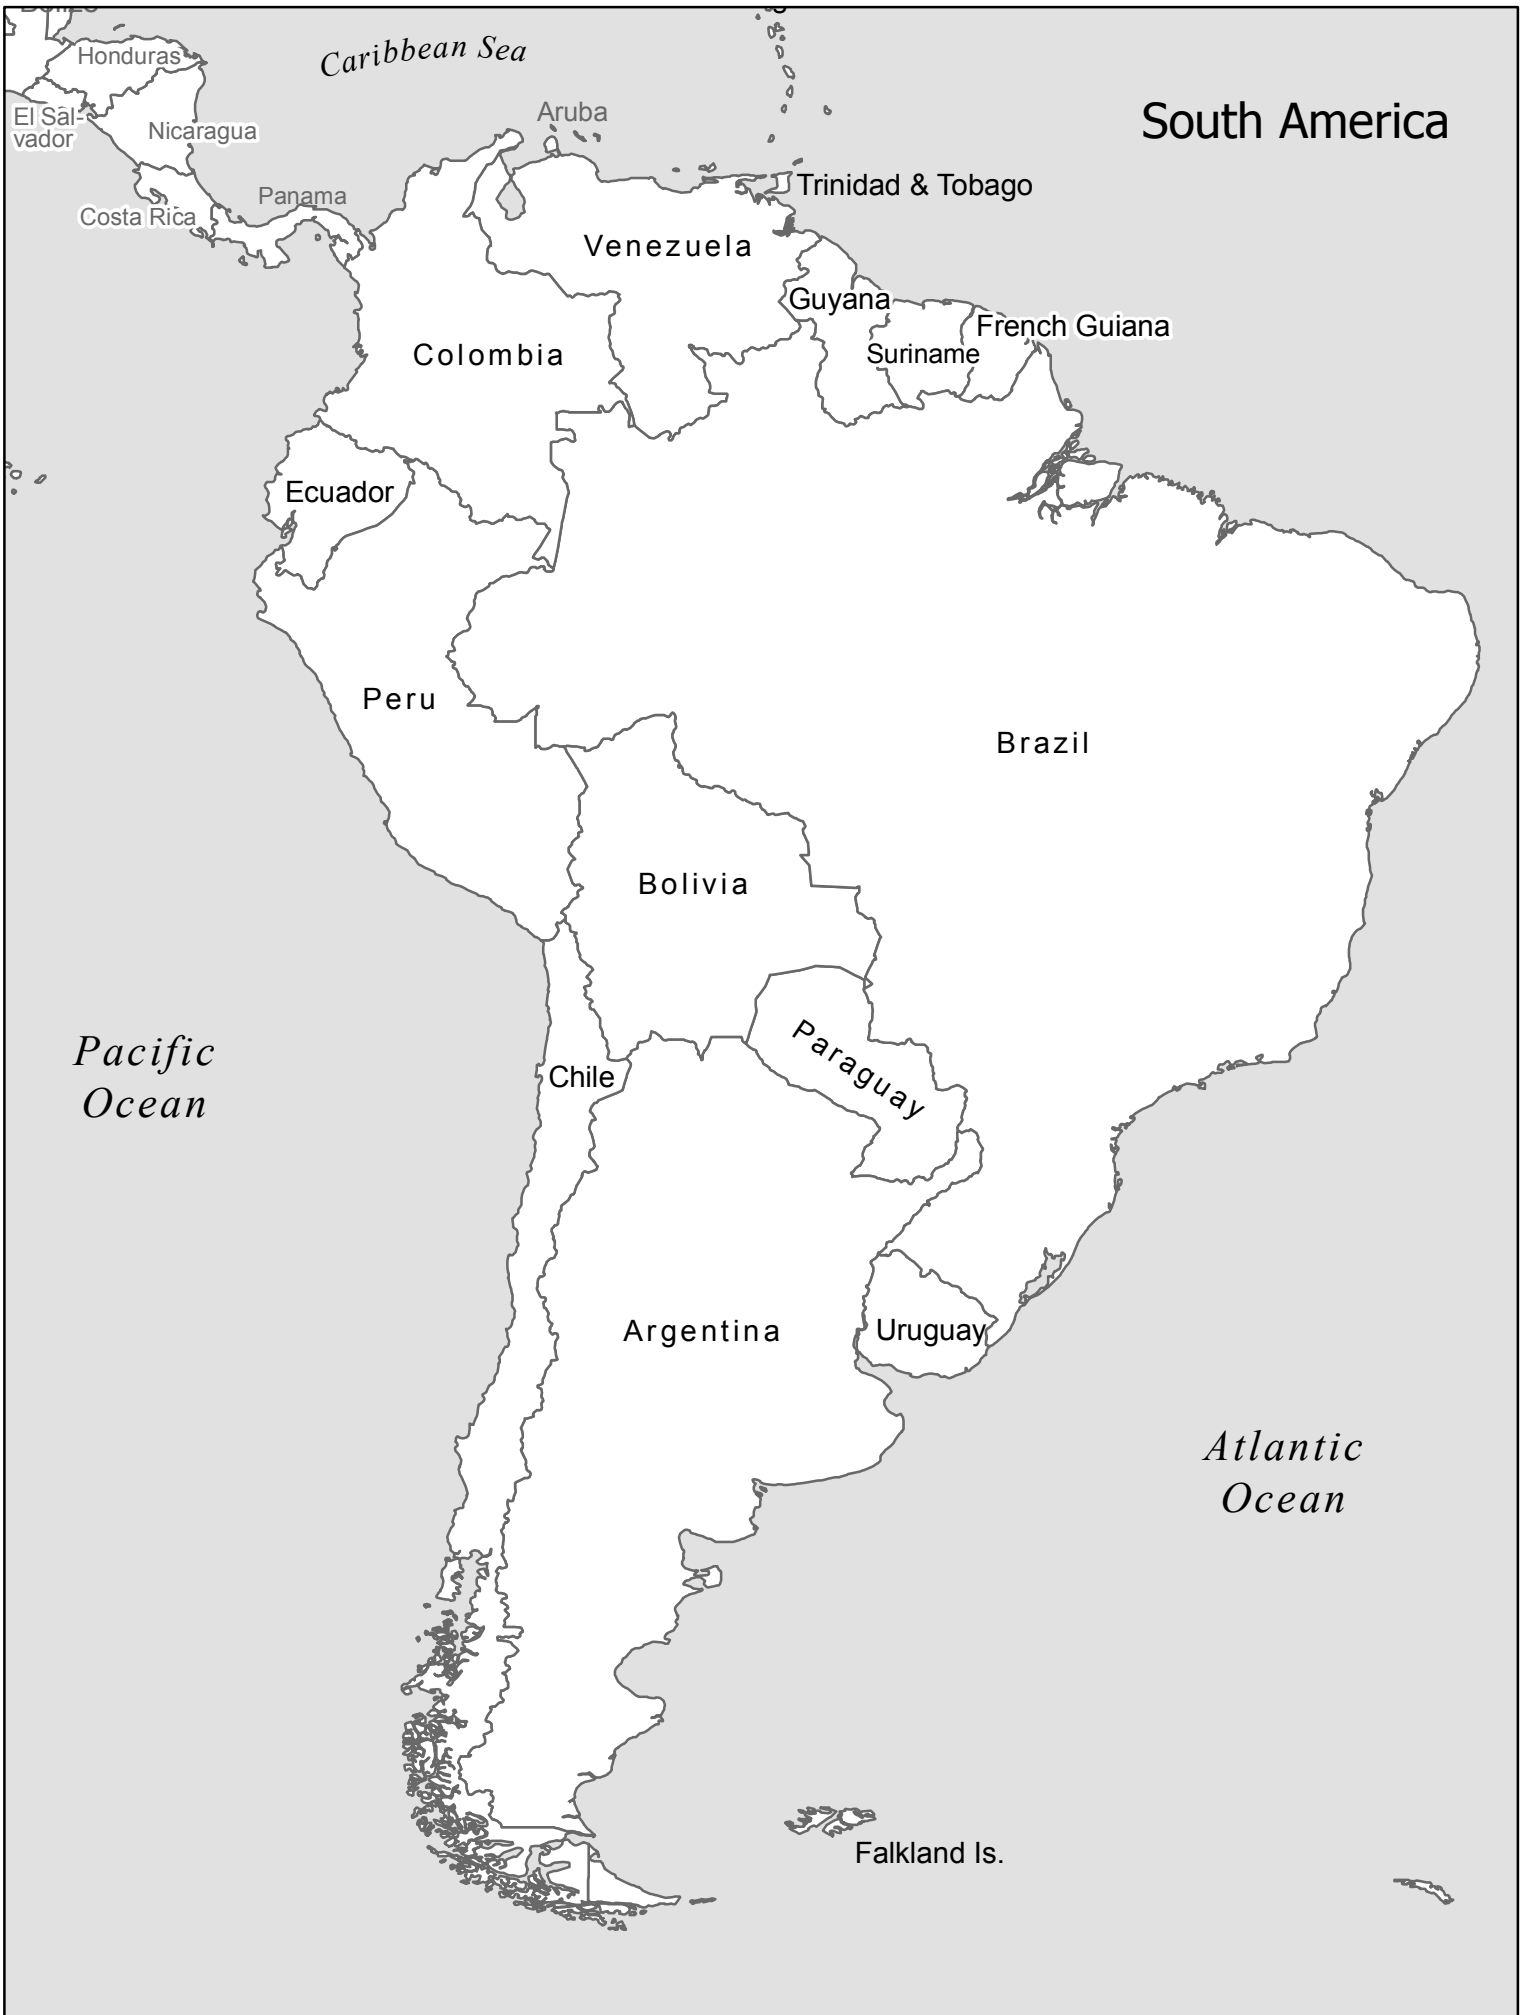 Honduras
Caribbean Sea
El Sal-
vador
Nicaragua
Aruba
South America
Panama
Costa Rica
Trinidad & Tobago
Venezuela
Guyana
French Guiana
Colombia
Suriname
Ecuador
Peru
Brazil
Bolivia
Pacific
Ocean
Paraguay
Chile
Argentina
Uruguay
Atlantic
Ocean
Falkland Is.